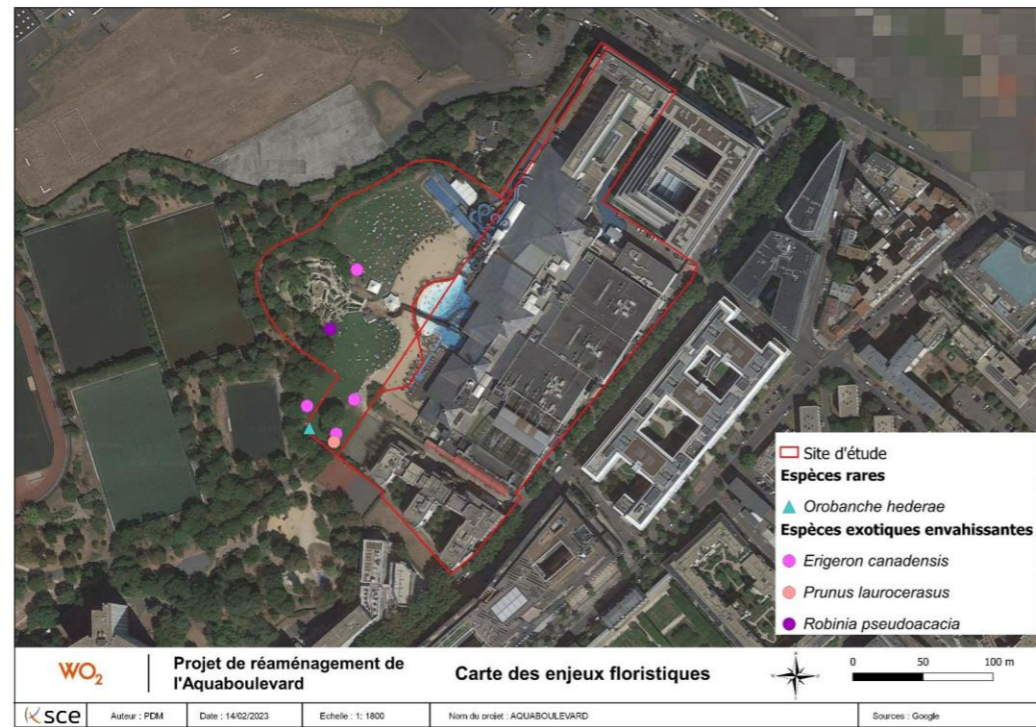 Site d'étude
Espèces rares
Orobanche hederae
Espèces exotiques envahissantes
Erigeron canadensis
Prunus laurocerasus
Robinia pseudoacacia
WO2
Projet de réaménagement de
l'Aquaboulevard
Carte des enjeux floristiques
0 50 100 m
sce
Auteur : PDM
Date : 14/02/2023
Echelle : 1: 1800
Nom du projet : AQUABOULEVARD
Sources : Google